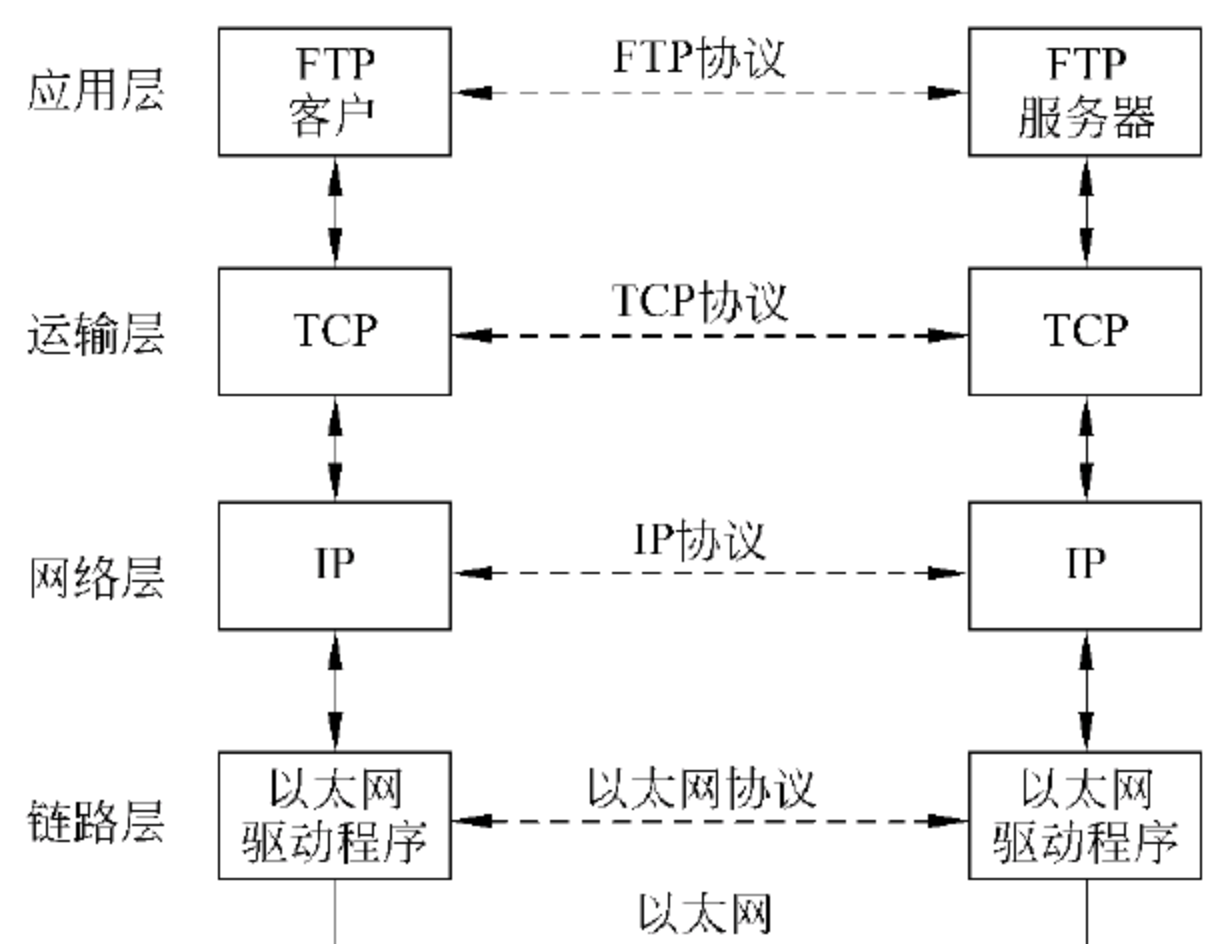 应用层
FTP
客户
FTP协议
FTP
服务器
运输层
TCP
TCP协议
TCP
网络层
IP
IP协议
IP
链路层
以太网
驱动程序
以太网协议
以太网
驱动程序
以太网